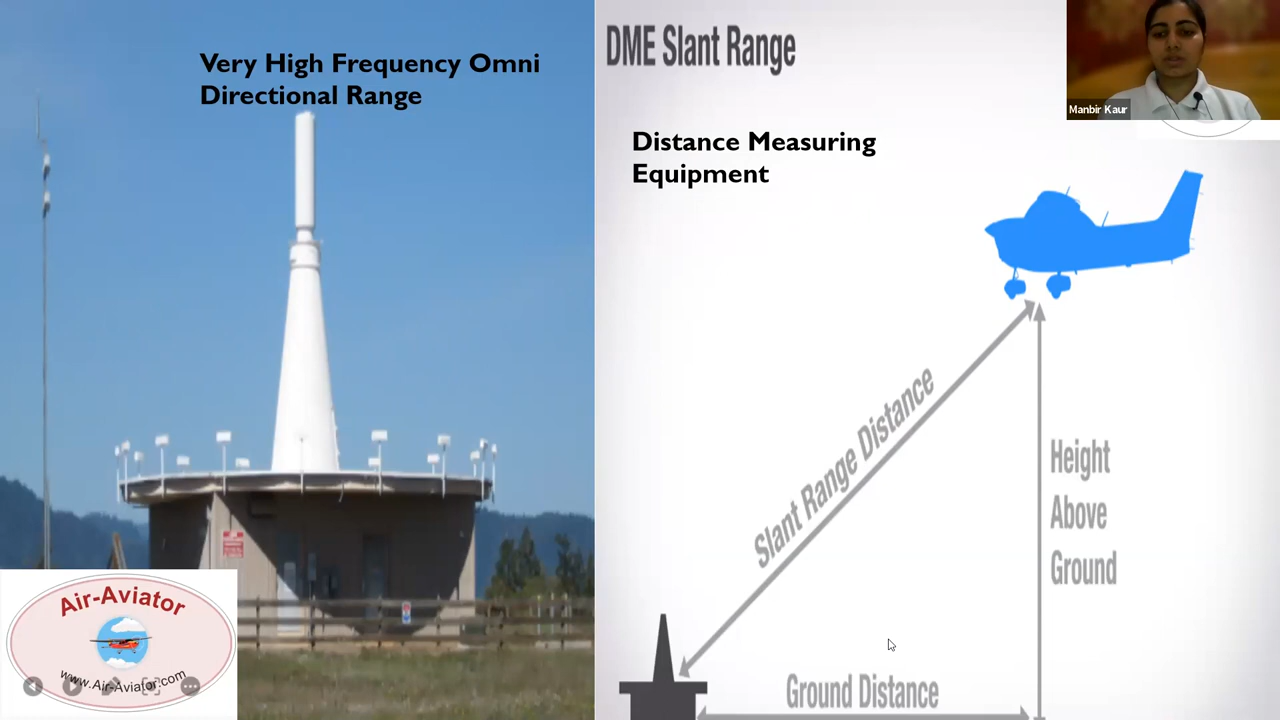 Very High Frequency Omni
Directional Range
DME Slant Range
Manbir Kaur
Distance Measuring
Equipment
Slant Range Distance
Height
Above
Ground
Ground Distance
Air-Aviator
www.Air-Aviator.com